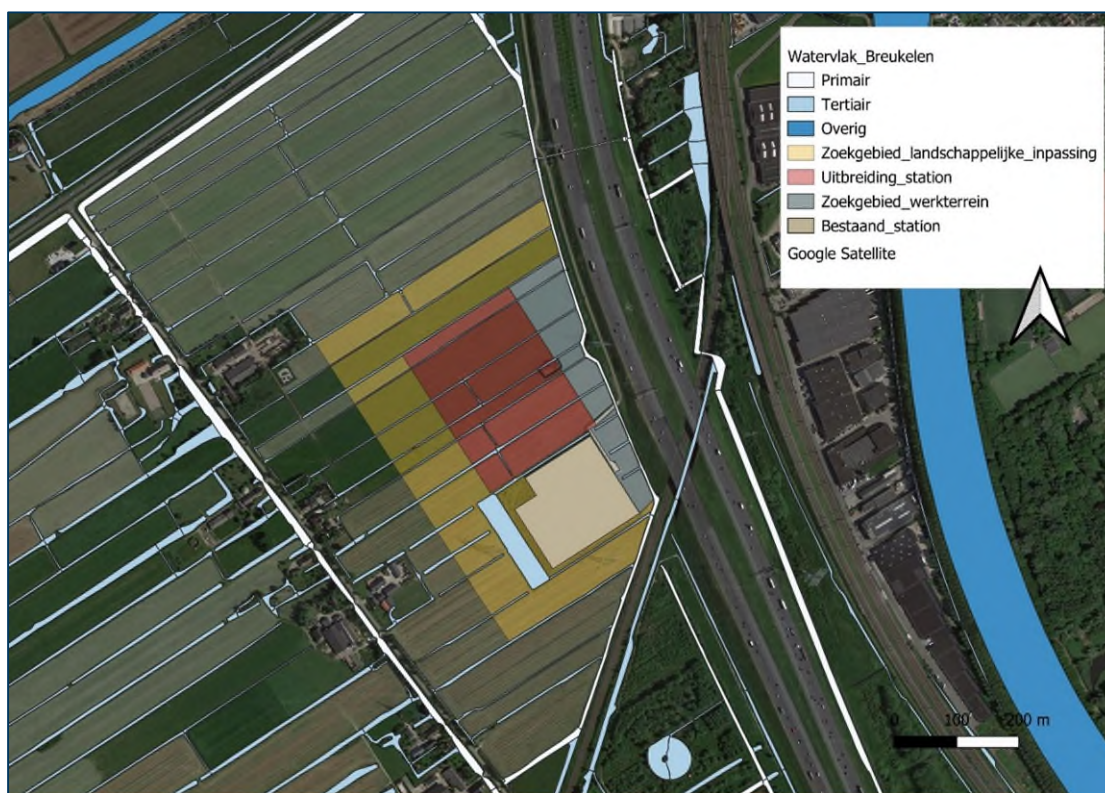 Watervlak_Breukelen
Primair
Tertiair
Overig
Zoekgebied_landschappelijke_inpassing
Uitbreiding_station
Zoekgebied_werkterrein
Bestaand_station
Google Satellite
0 100 200 m